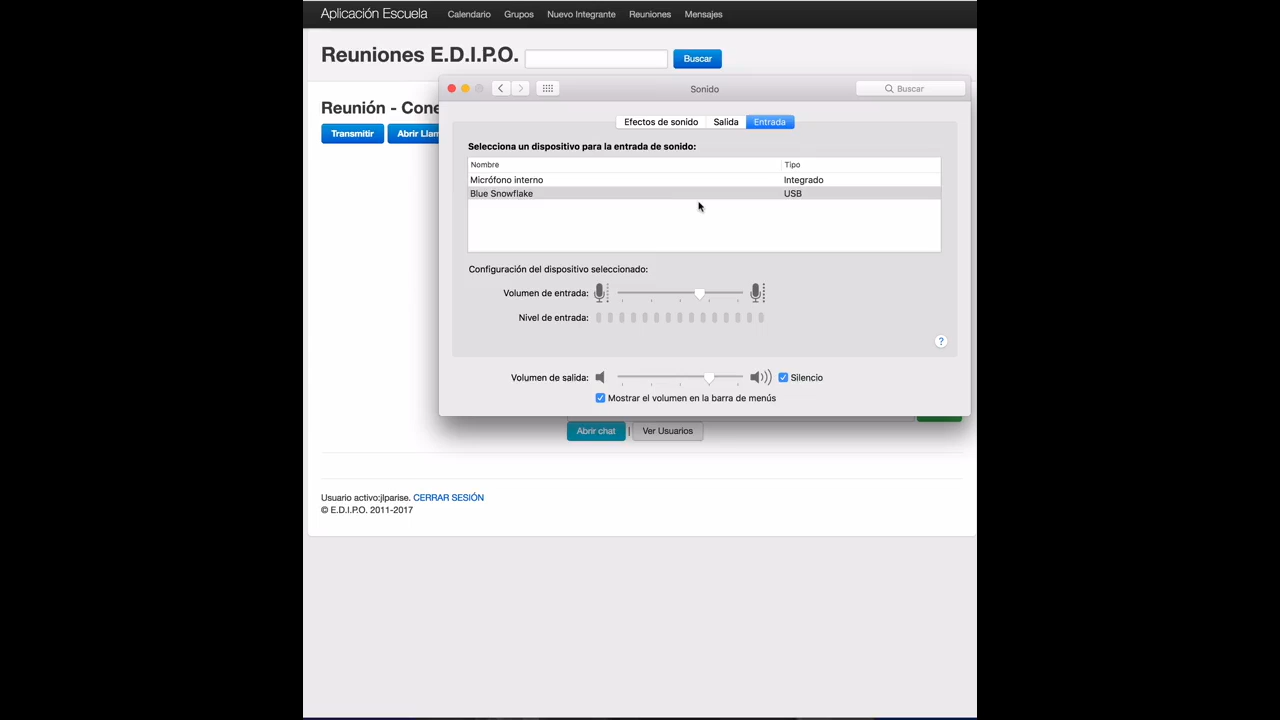 Aplicación Escuela Calendario Grupos Nuevo Integrante Reuniones Mensajes
Reuniones E.D.I.P.O. Buscar
Sonido Buscar
Reunión - Cone
Transmitir Abrir Llam
Efectos de sonido Salida Entrada
Selecciona un dispositivo para la entrada de sonido:
Nombre Tipo
Micrófono interno Integrado
Blue Snowflake USB
Configuración del dispositivo seleccionado:
Volumen de entrada:
Nivel de entrada:
?
Volumen de salida: Silencio
Mostrar el volumen en la barra de menús
Abrir chat | Ver Usuarios
Usuario activo:jlparise. CERRAR SESIÓN
© E.D.I.P.O. 2011-2017